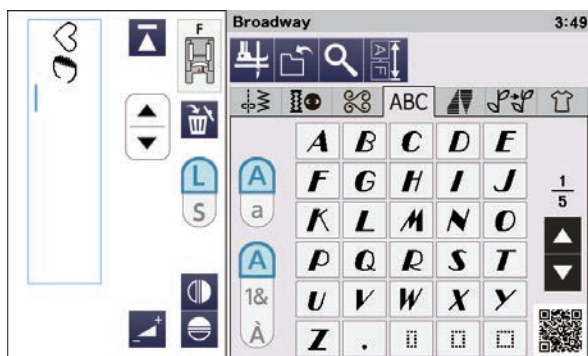 F
Broadway 3:49
ABC
A B C D E
L A F G H I J 1
S a K L M N O 5
A P Q R S T
1& U V W X Y
À Z .